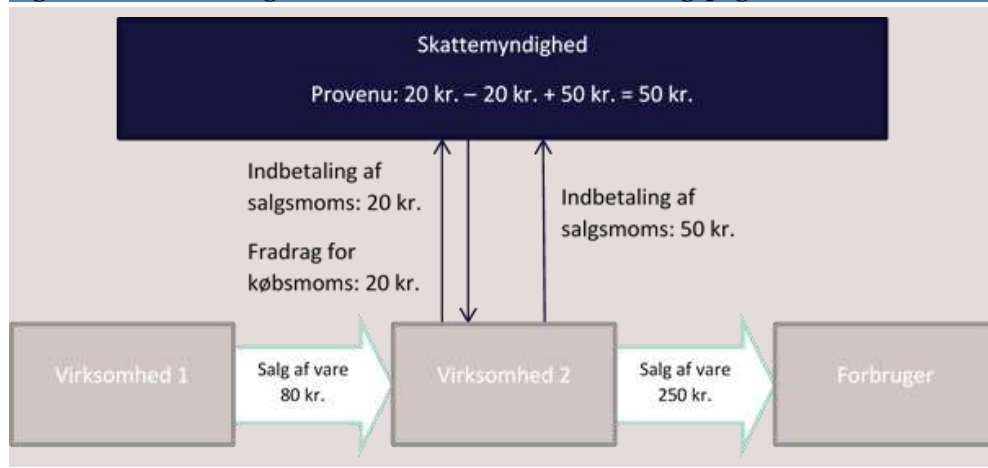 Skattemyndighed
Provenu: 20 kr. – 20 kr. + 50 kr. = 50 kr.
Indbetaling af
salgsmoms: 20 kr.
Fradrag for
købsmoms: 20 kr.
Indbetaling af
salgsmoms: 50 kr.
Virksomhed 1
Salg af vare
80 kr.
Virksomhed 2
Salg af vare
250 kr.
Forbruger